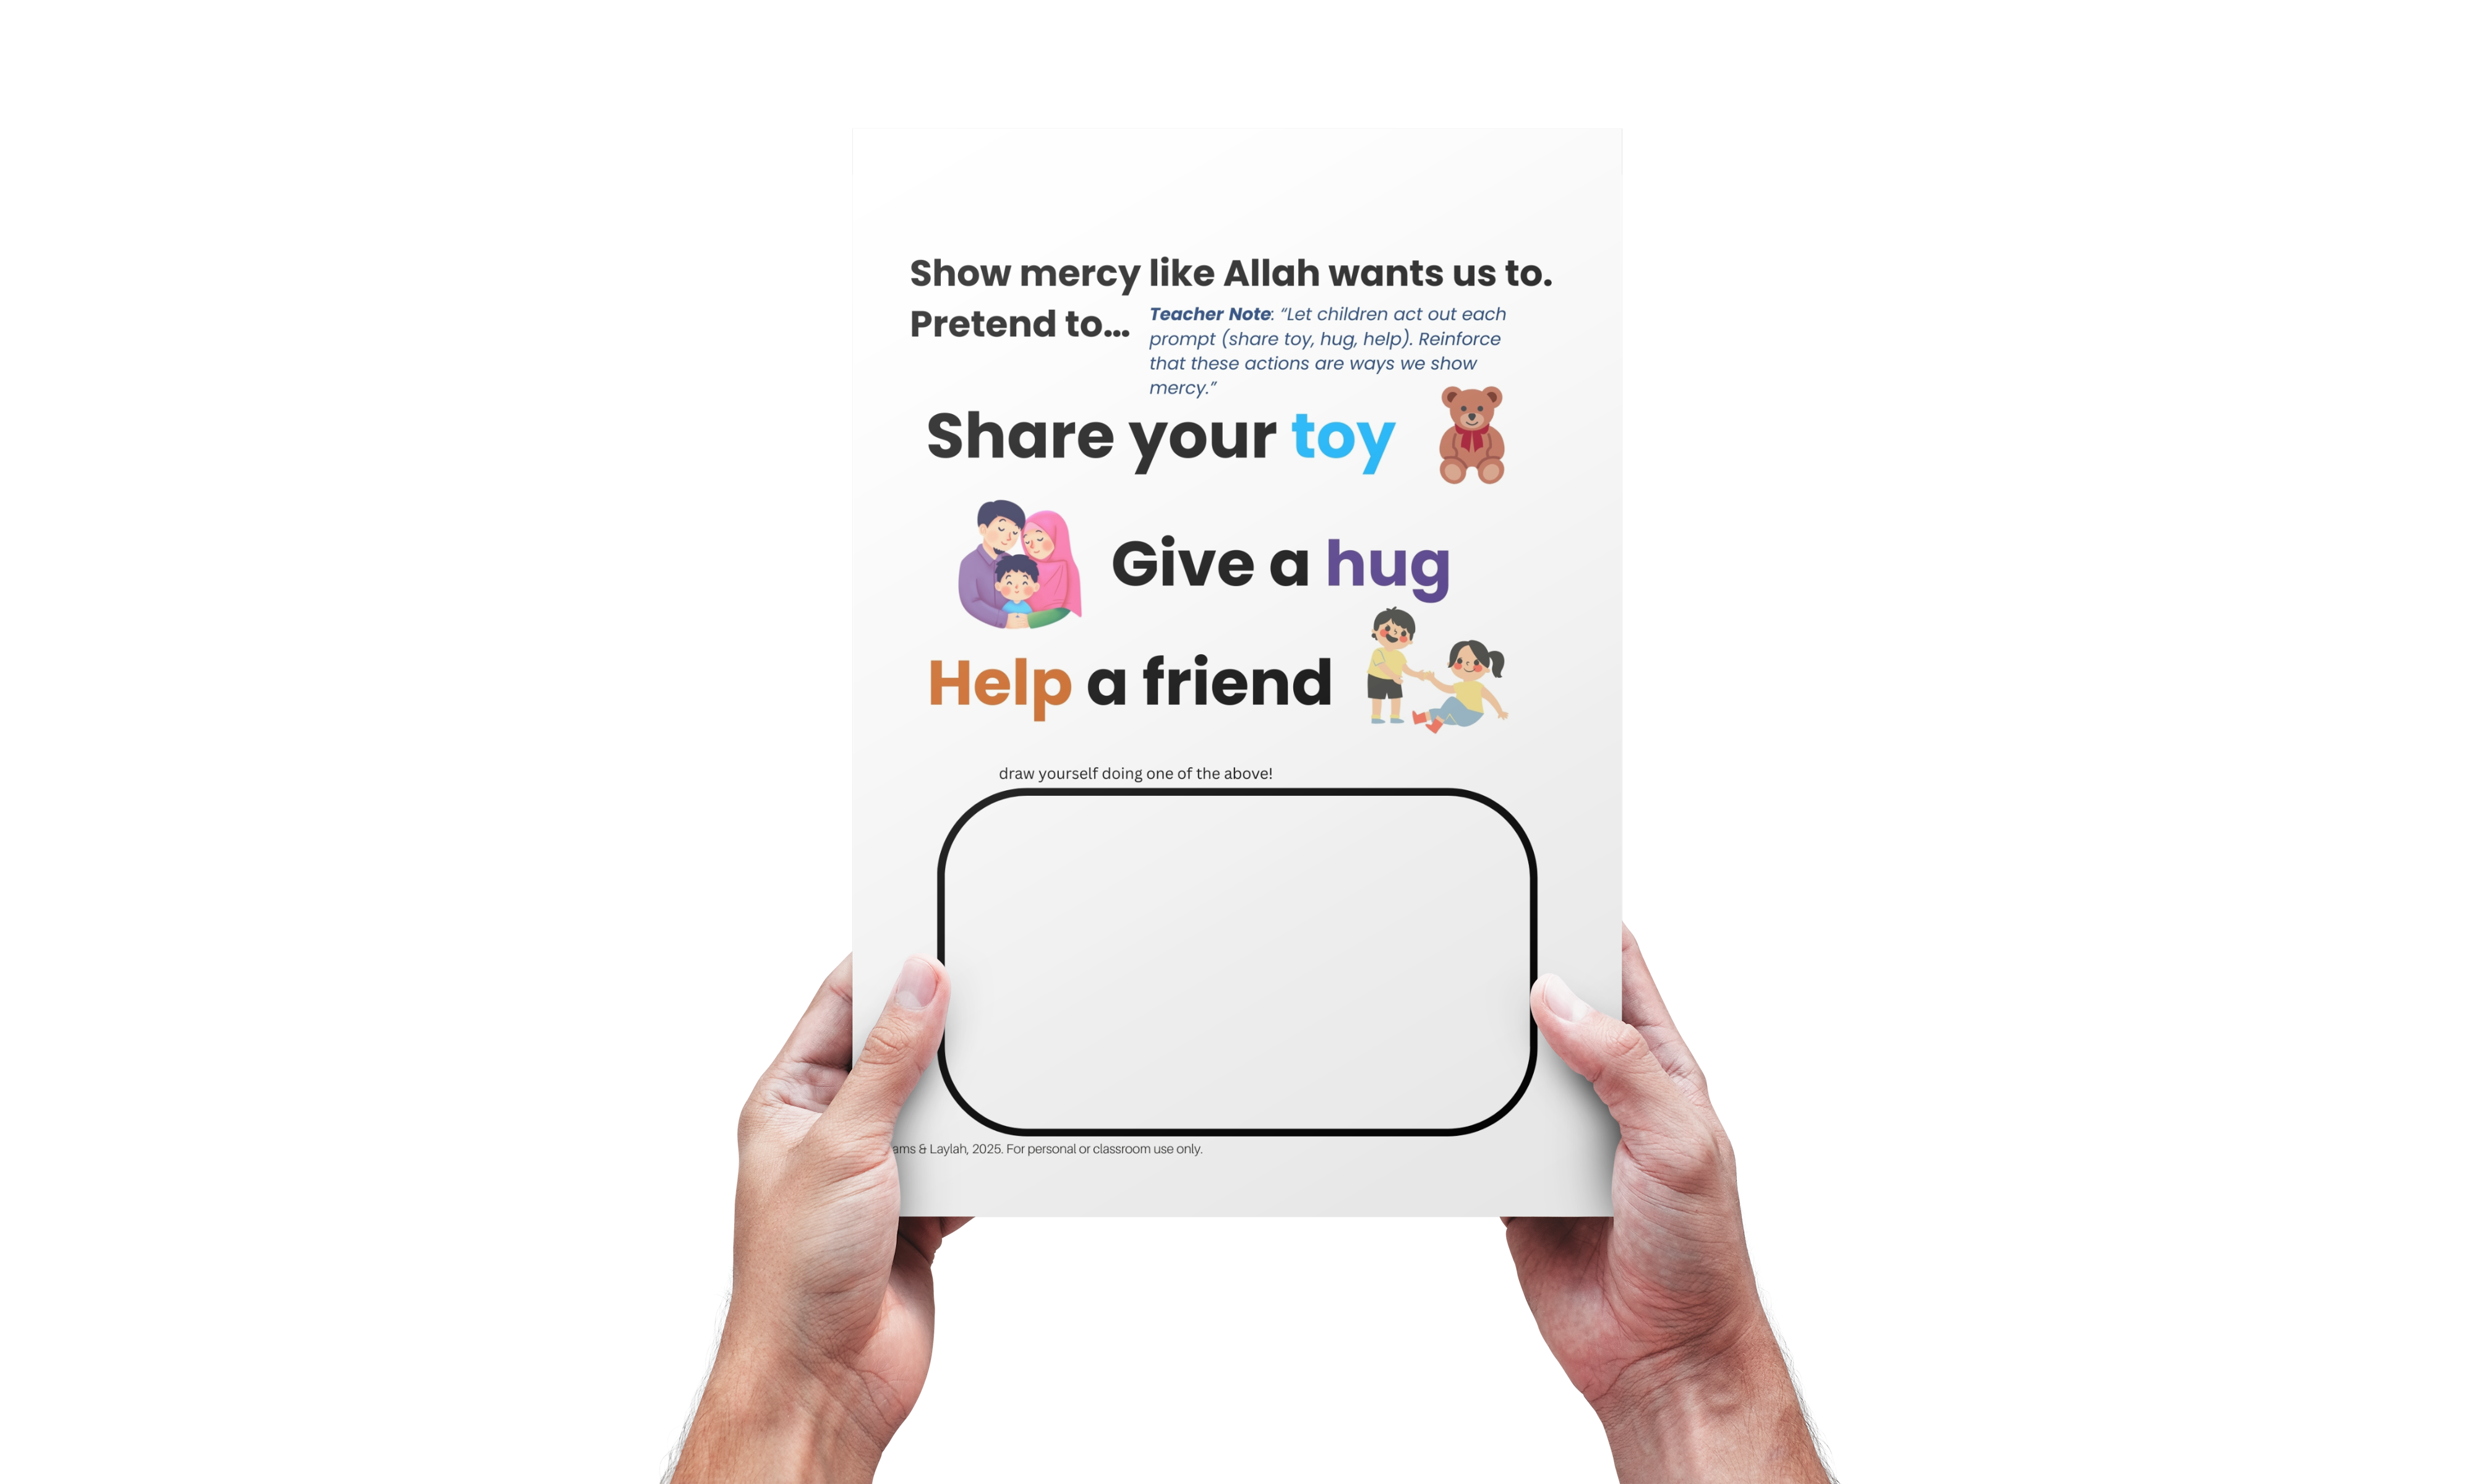 Show mercy like Allah wants us to.
Pretend to...
Teacher Note: “Let children act out each
prompt (share toy, hug, help). Reinforce
that these actions are ways we show
mercy.”
Share your toy
Give a hug
Help a friend
draw yourself doing one of the above!
& Laylah, 2025. For personal or classroom use only.